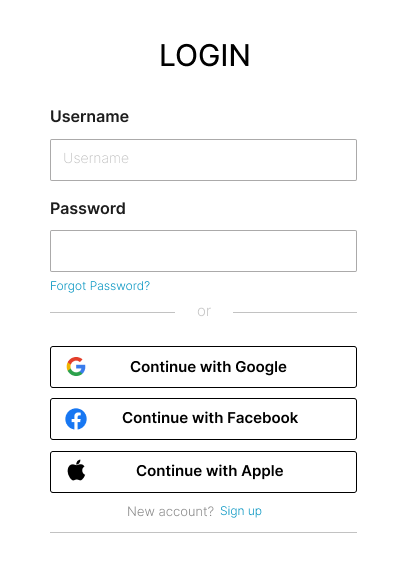 LOGIN
Username
Username
Password
Forgot Password?
or
Continue with Google
Continue with Facebook
Continue with Apple
New account? Sign up